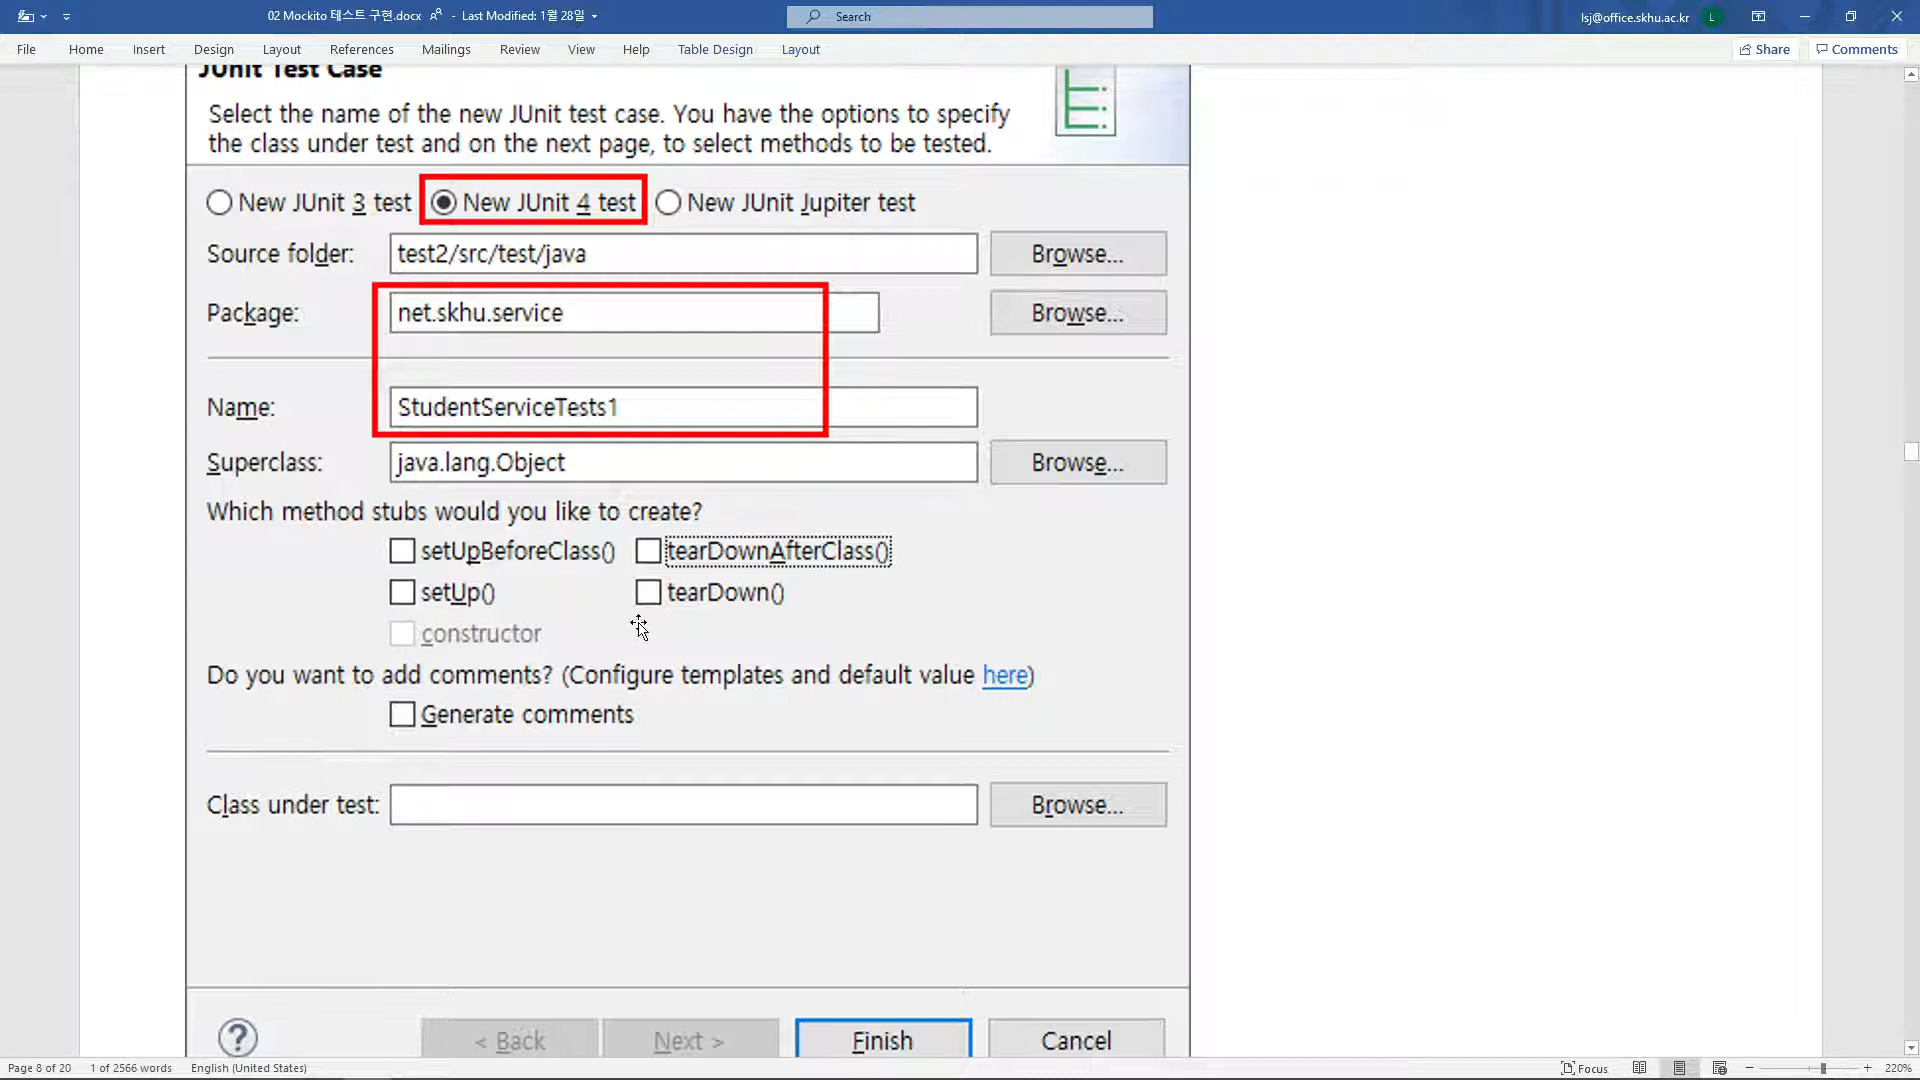 02 Mockito 테스트 구현.docx - Last Modified: 1월 28일
Search
lsj@office.skhu.ac.kr L
File Home Insert Design Layout References Mailings Review View Help Table Design Layout Share Comments
JUnit Test Case
Select the name of the new JUnit test case. You have the options to specify
the class under test and on the next page, to select methods to be tested.
New JUnit 3 test New JUnit 4 test New JUnit Jupiter test
Source folder: test2/src/test/java Browse...
Package: net.skhu.service Browse...
Name: StudentServiceTests1
Superclass: java.lang.Object Browse...
Which method stubs would you like to create?
setUpBeforeClass() tearDownAfterClass()
setUp() tearDown()
constructor
Do you want to add comments? (Configure templates and default value here)
Generate comments
Class under test: Browse...
? < Back Next > Finish Cancel
Page 8 of 20 1 of 2566 words English (United States) Focus 220%